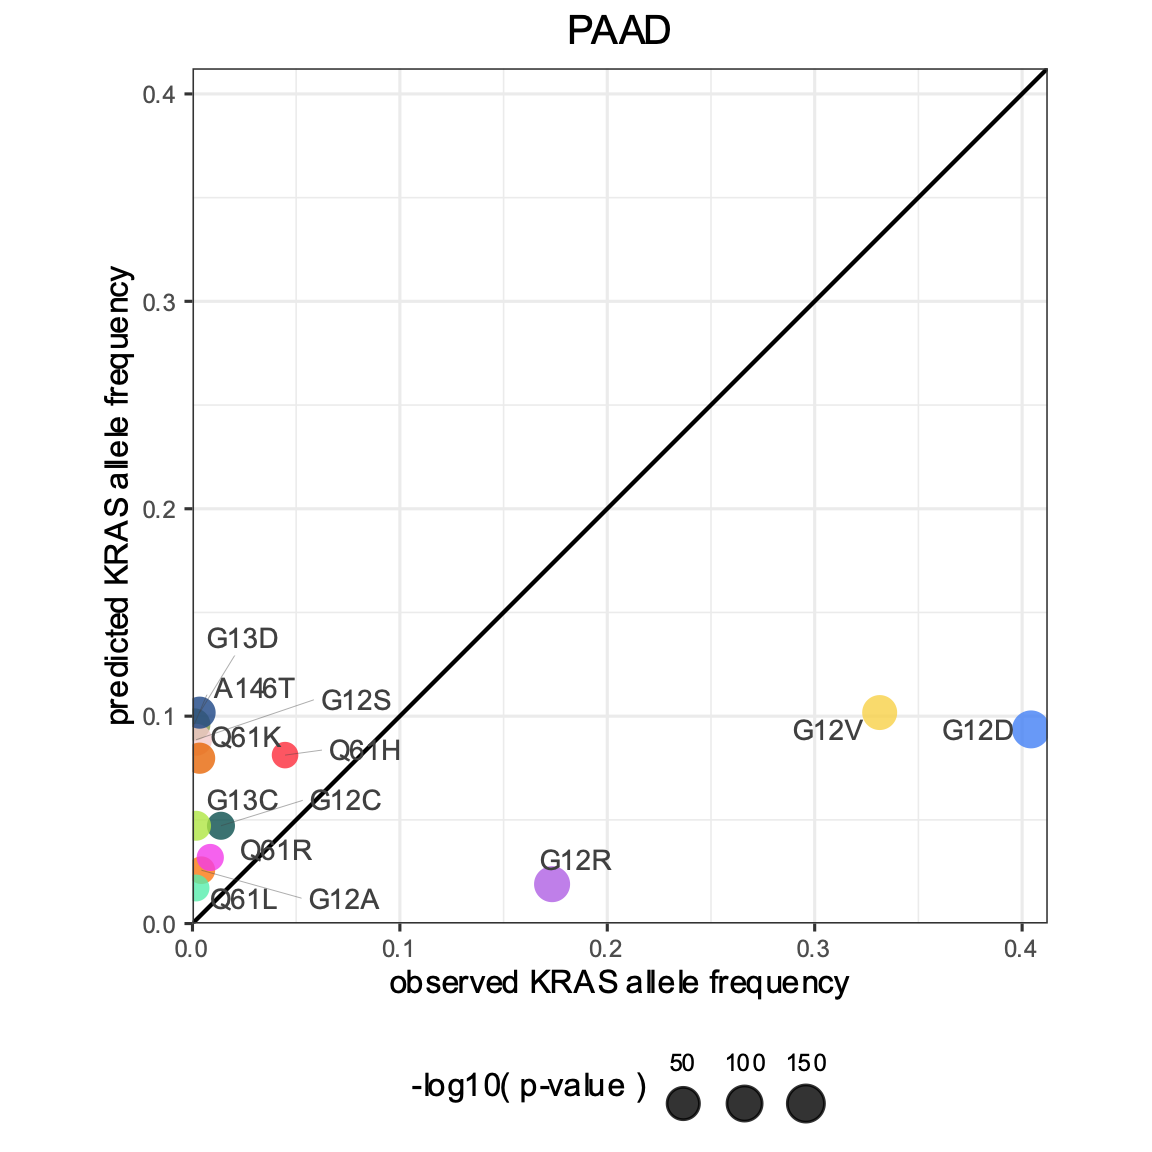 PAAD
predicted KRAS allele frequency
0.4
0.3
0.2
0.1
0.0
G13D
A146T
G12S
Q61K
Q61H
G13C
G12C
Q61R
G12A
Q61L
G12R
G12V
G12D
0.0
0.1
0.2
0.3
0.4
observed KRAS allele frequency
-log10( p-value )
50
100
150